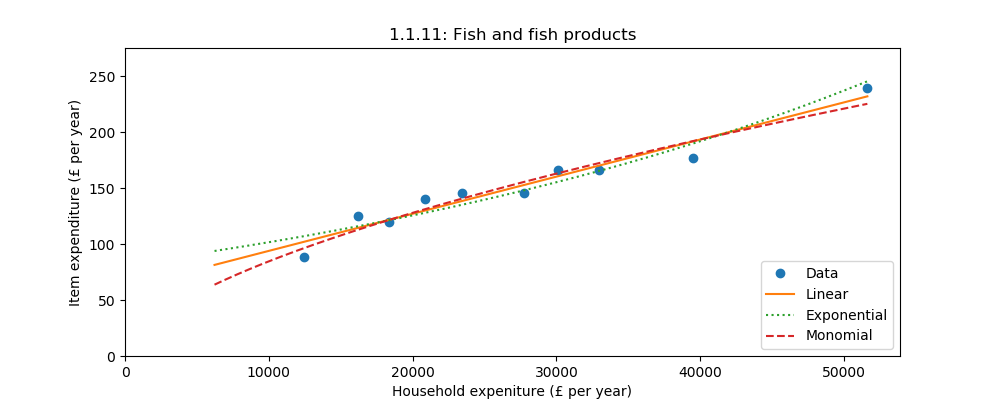 1.1.11: Fish and fish products
Item expenditure (£ per year)
250
200
150
100
50
0
0 10000 20000 30000 40000 50000
Household expeniture (£ per year)
Data
Linear
Exponential
Monomial